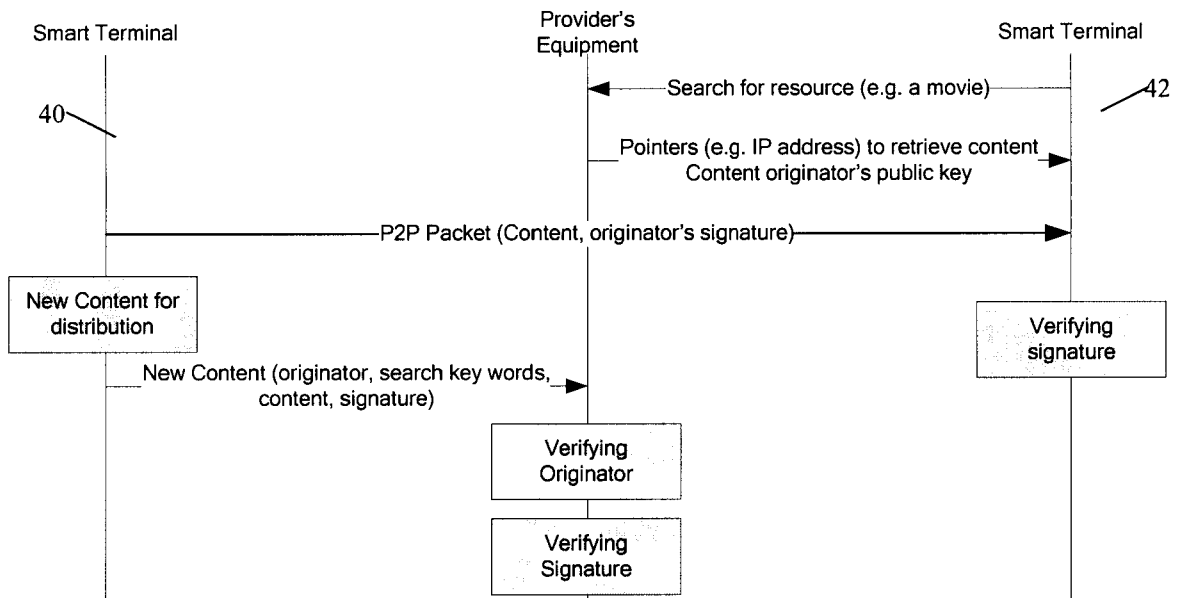 Smart Terminal
Provider's
Equipment
Smart Terminal
Search for resource (e.g. a movie)
40
42
Pointers (e.g. IP address) to retrieve content
Content originator's public key
P2P Packet (Content, originator's signature)
New Content for
distribution
Verifying
signature
New Content (originator, search key words,
content, signature)
Verifying
Originator
Verifying
Signature